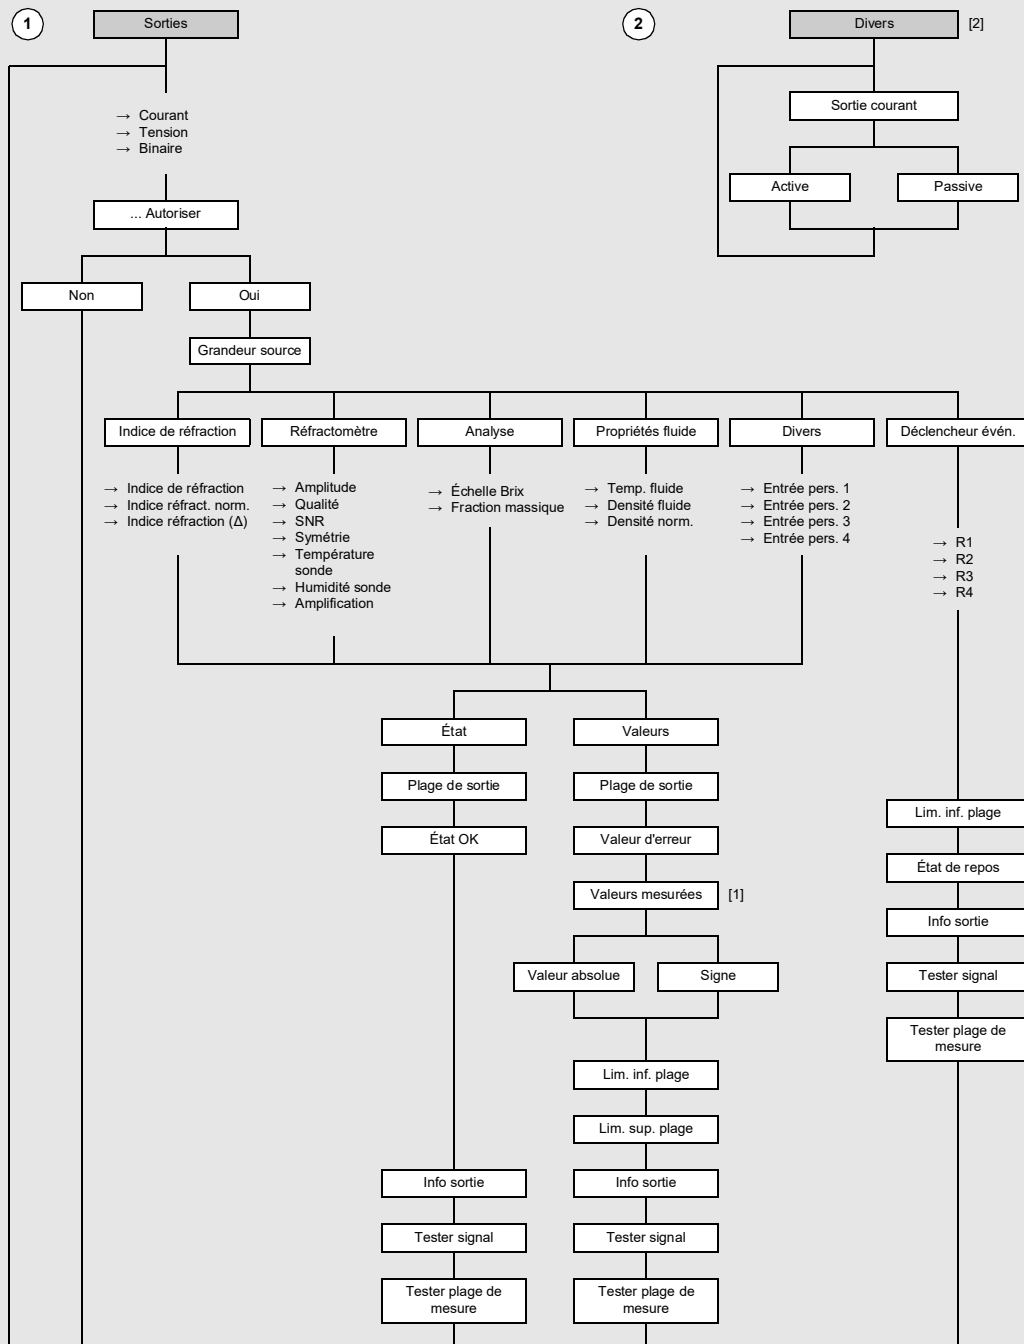 1
Sorties
→ Courant
→ Tension
→ Binaire
... Autoriser
Non
Oui
Grandeur source
2
Divers
[2]
Sortie courant
Active
Passive
Indice de réfraction
→ Indice de réfraction
→ Indice réfract. norm.
→ Indice réfraction (Δ)
Réfractomètre
→ Amplitude
→ Qualité
→ SNR
→ Symétrie
→ Température
sonde
→ Humidité sonde
→ Amplification
Analyse
→ Échelle Brix
→ Fraction massique
Propriétés fluide
→ Temp. fluide
→ Densité fluide
→ Densité norm.
Divers
→ Entrée pers. 1
→ Entrée pers. 2
→ Entrée pers. 3
→ Entrée pers. 4
Déclencheur évén.
→ R1
→ R2
→ R3
→ R4
État
Plage de sortie
État OK
Info sortie
Tester signal
Tester plage de
mesure
Valeurs
Plage de sortie
Valeur d'erreur
Valeurs mesurées
[1]
Valeur absolue
Signe
Lim. inf. plage
Lim. sup. plage
Info sortie
Tester signal
Tester plage de
mesure
Lim. inf. plage
État de repos
Info sortie
Tester signal
Tester plage de
mesure